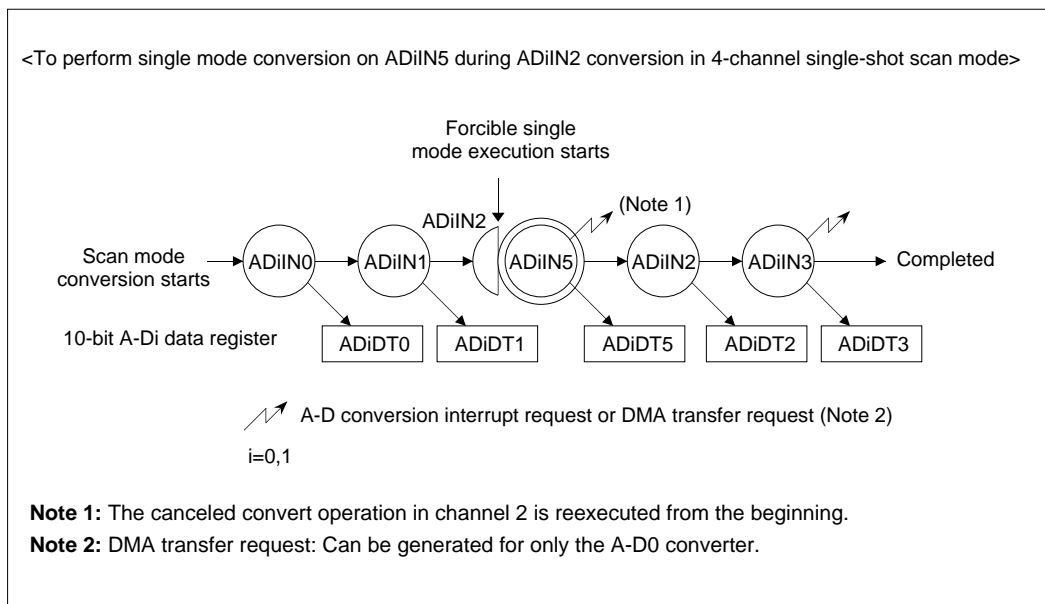 <To perform single mode conversion on ADiIN5 during ADiIN2 conversion in 4-channel single-shot scan mode>
Forcible single
mode execution starts
ADiIN2
(Note 1)
Scan mode
conversion starts
ADiIN0
ADiIN1
ADiIN5
ADiIN2
ADiIN3
Completed
10-bit A-Di data register
ADiDT0
ADiDT1
ADiDT5
ADiDT2
ADiDT3
A-D conversion interrupt request or DMA transfer request (Note 2)
i=0,1
Note 1: The canceled convert operation in channel 2 is reexecuted from the beginning.
Note 2: DMA transfer request: Can be generated for only the A-D0 converter.